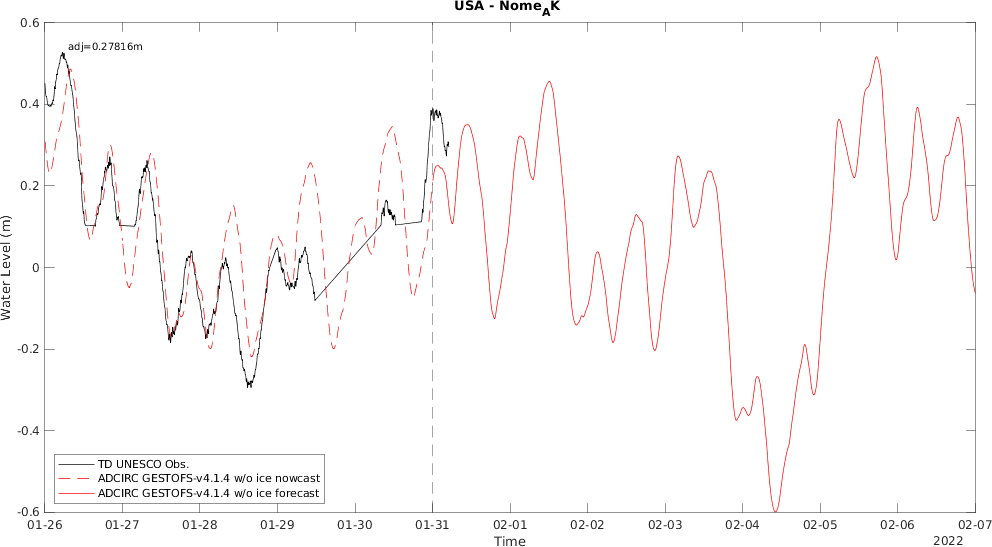 USA - Nome_AK
adj=0.27816m
Water Level (m)
0.6
0.4
0.2
0
-0.2
-0.4
-0.6
TD UNESCO Obs.
ADCIRC GESTOFS-v4.1.4 w/o ice nowcast
ADCIRC GESTOFS-v4.1.4 w/o ice forecast
01-26 01-27 01-28 01-29 01-30 01-31 02-01 02-02 02-03 02-04 02-05 02-06 02-07
Time
2022